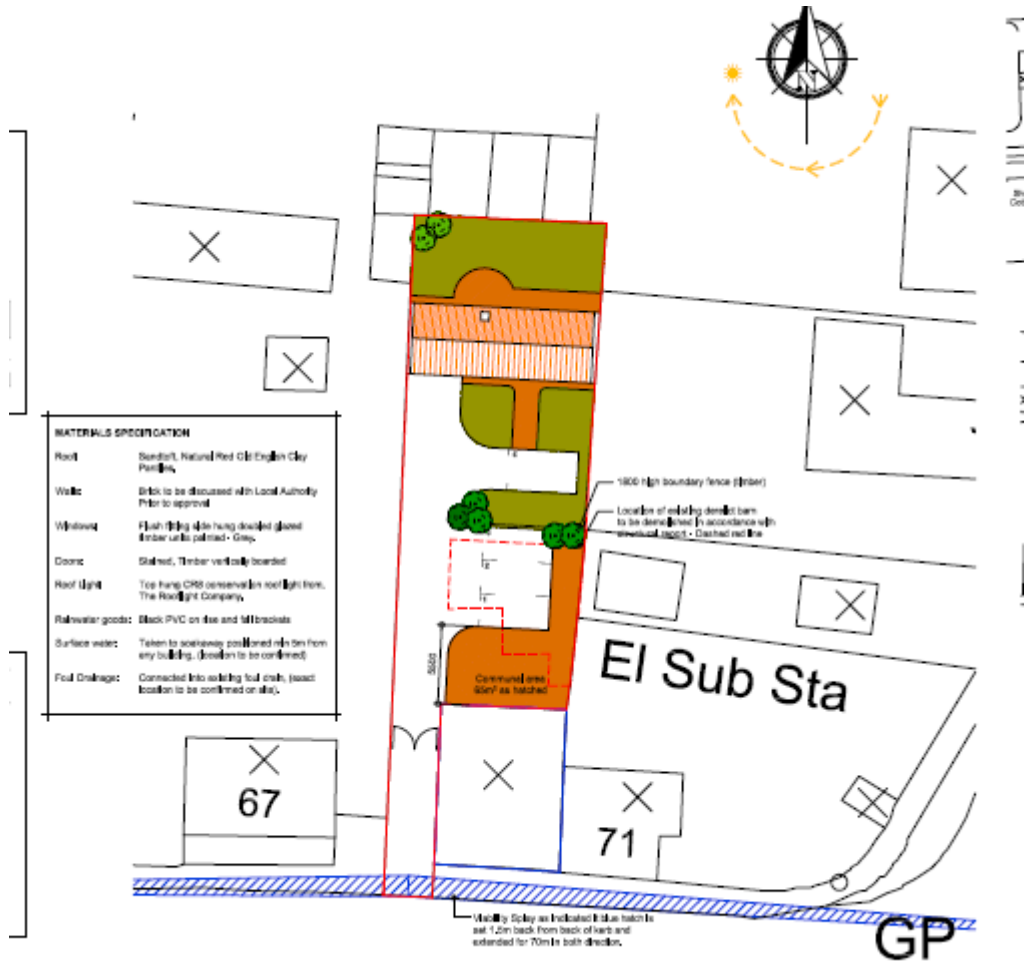 N
MATERIALS SPECIFICATION
Roof: Sandtoft, Natural Red Old English Clay
Pantiles.
Walls: Brick to be discussed with Local Authority
Prior to approval
Windows: Flush fitting side hung doubled glazed
timber units painted - Grey.
Doors: Stained, Timber vertically boarded
Roof Light: Top hung CR8 conservation roof light from.
The Rooflight Company.
Rainwater goods: Black PVC on rise and fall brackets
Surface water: Taken to soakaway positioned min 5m from
any building. (location to be confirmed)
Foul Drainage: Connected into existing foul drain, (exact
location to be confirmed on site).
1800 high boundary fence (timber)
Location of existing derelict barn
to be demolished in accordance with
structural report - Dashed red line
El Sub Sta
Communal area
65m² as hatched
67
71
Visibility Splay as indicated it blue hatch is
set 1.5m back from back of kerb and
extended for 70m in both direction.
GP